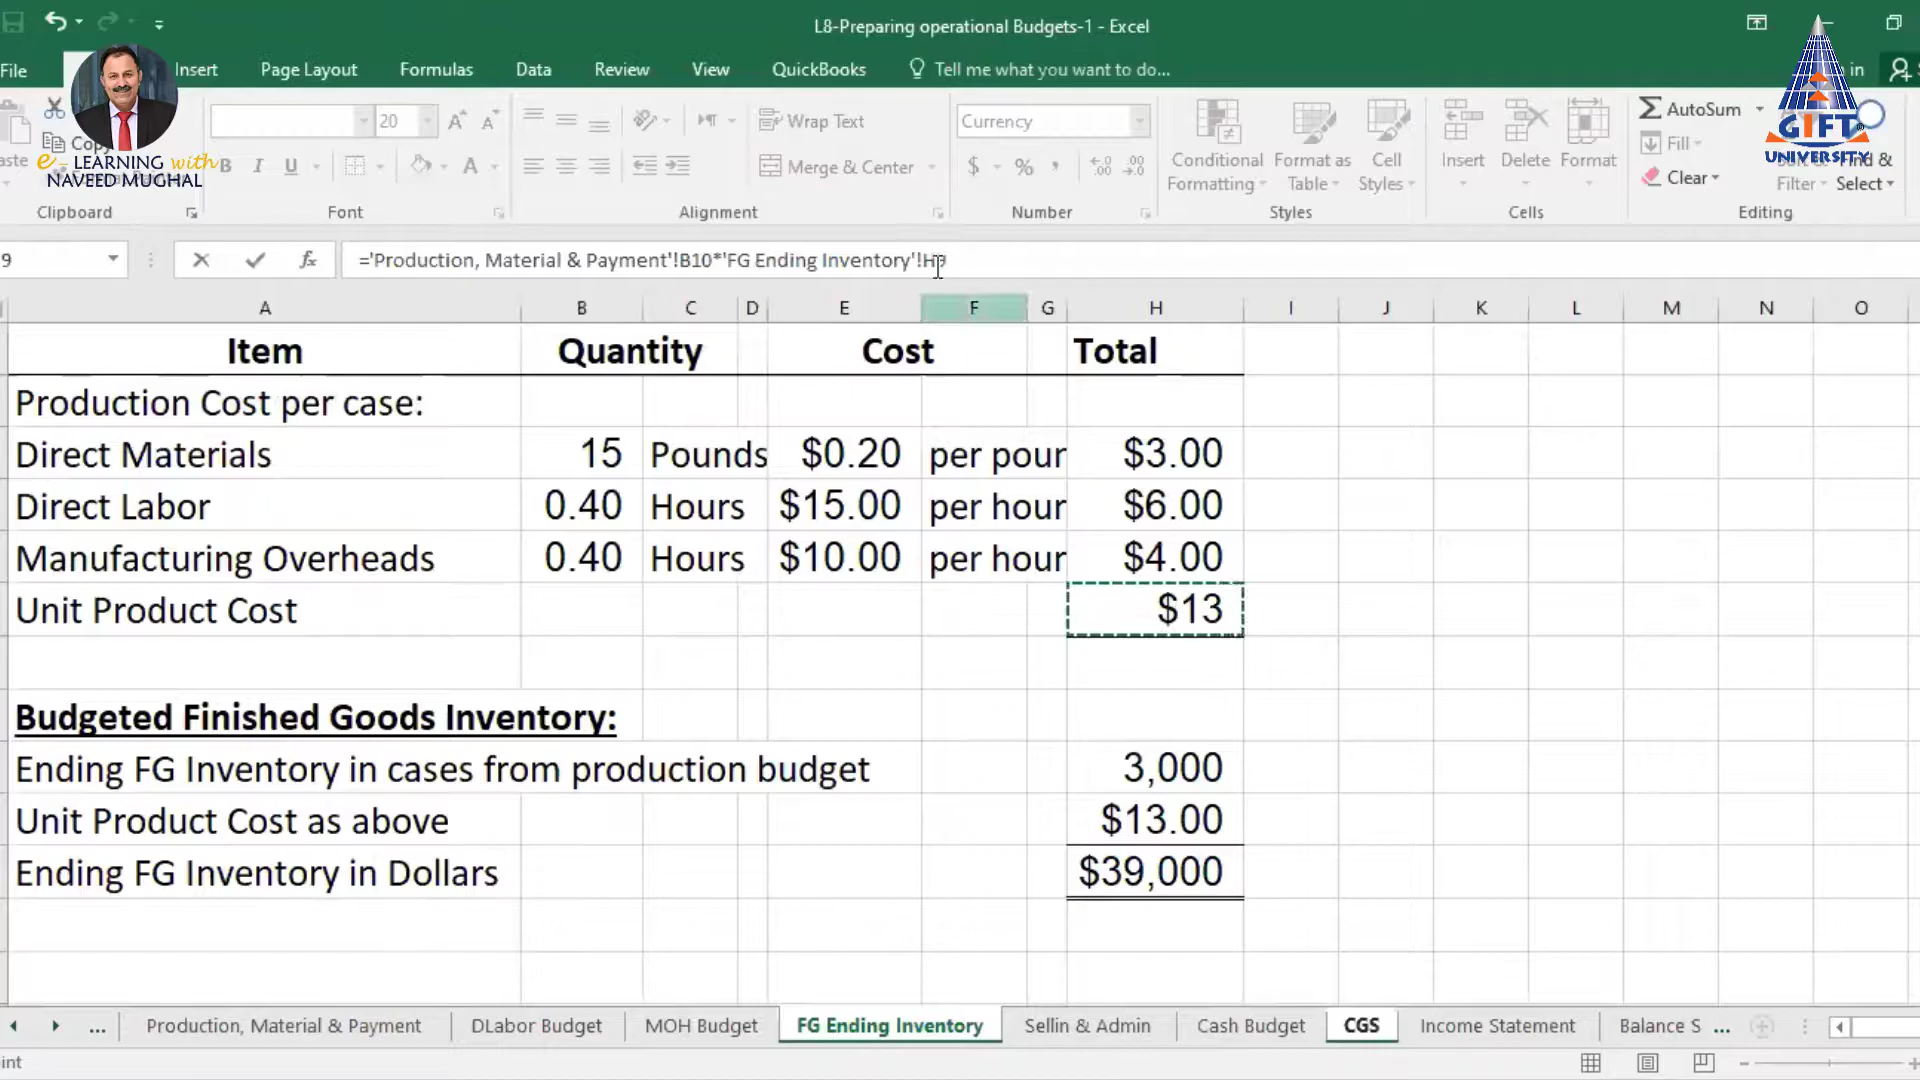 L8-Preparing operational Budgets-1 - Excel
File Insert Page Layout Formulas Data Review View QuickBooks Tell me what you want to do... in
20 Wrap Text Currency AutoSum
Merge & Center $ % Conditional Formatting Format as Table Cell Styles Insert Delete Format Fill Clear Filter Find & Select
B I U A
Clipboard Font Alignment Number Styles Cells Editing
e-LEARNING with
NAVEED MUGHAL
GIFT
UNIVERSITY
9 fx ='Production, Material & Payment'!B10*'FG Ending Inventory'!H9
A B C D E F G H I J K L M N O
Item Quantity Cost Total
Production Cost per case:
Direct Materials 15 Pounds $0.20 per pour $3.00
Direct Labor 0.40 Hours $15.00 per hour $6.00
Manufacturing Overheads 0.40 Hours $10.00 per hour $4.00
Unit Product Cost $13
Budgeted Finished Goods Inventory:
Ending FG Inventory in cases from production budget 3,000
Unit Product Cost as above $13.00
Ending FG Inventory in Dollars $39,000
... Production, Material & Payment DLabor Budget MOH Budget FG Ending Inventory Sellin & Admin Cash Budget CGS Income Statement Balance S ...
int